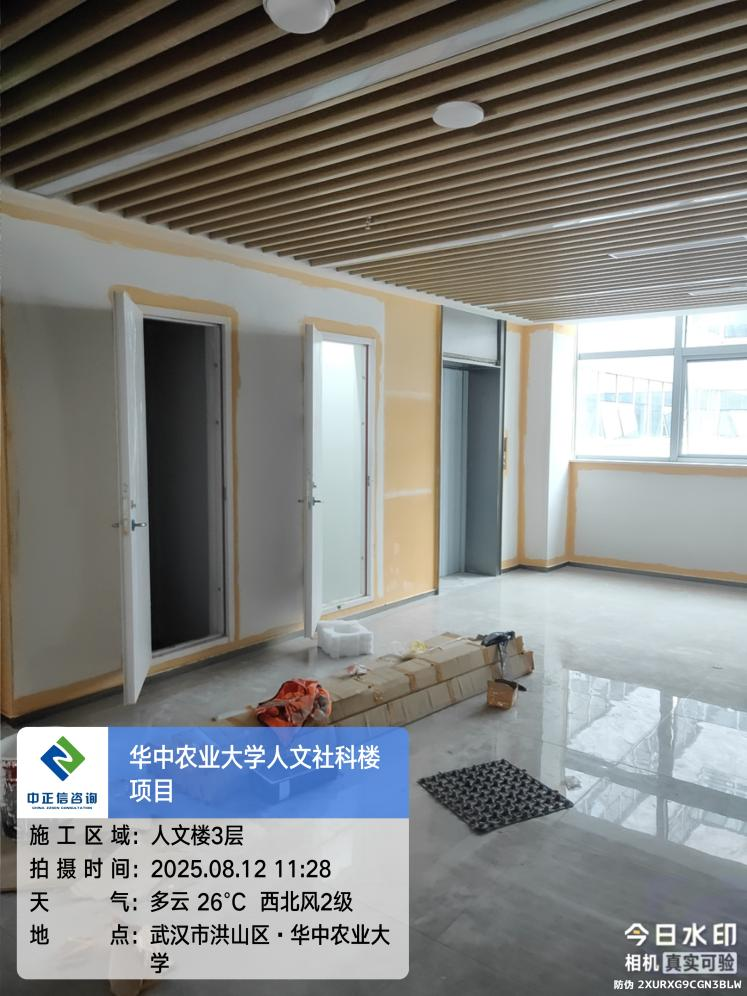 中正信咨询
华中农业大学人文社科楼
项目
施工区域：人文楼3层
拍摄时间：2025.08.12 11:28
天气：多云 26°C 西北风2级
地点：武汉市洪山区·华中农业大
学
今日水印
相机 真实可验
防伪 2XURXG9CGN3BLW